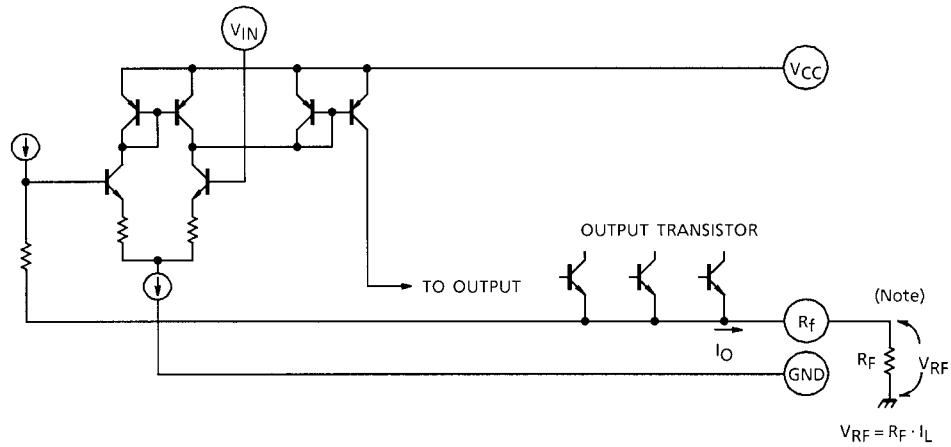 VIN
VCC
OUTPUT TRANSISTOR
TO OUTPUT
(Note)
Rf
IO
RF
VRF
GND
VRF = RF · IL